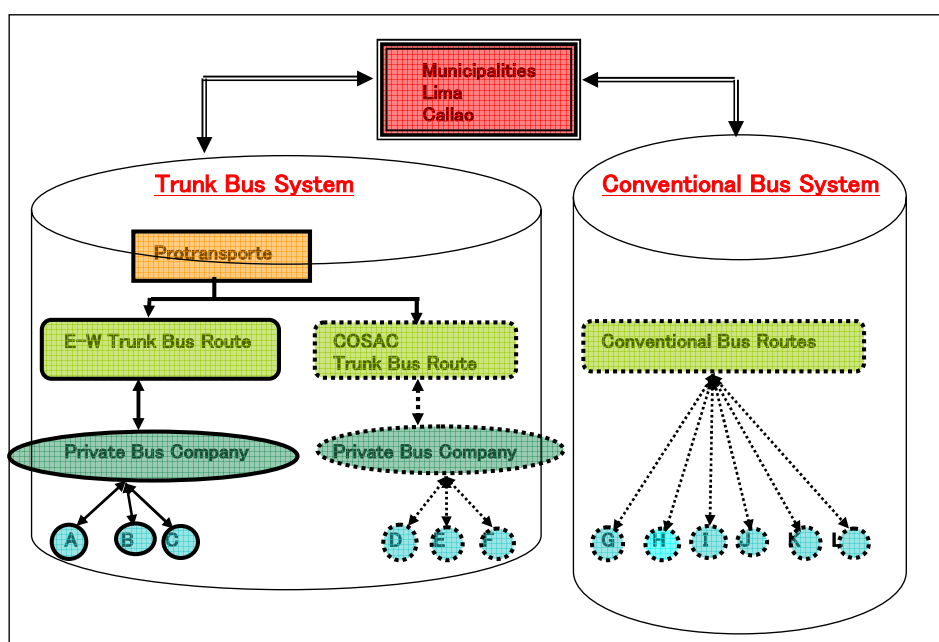 Municipalities
Lima
Callao
Trunk Bus System
Conventional Bus System
Protransporte
E-W Trunk Bus Route
COSAC
Trunk Bus Route
Conventional Bus Routes
Private Bus Company
Private Bus Company
A B C D E F G H I J K L